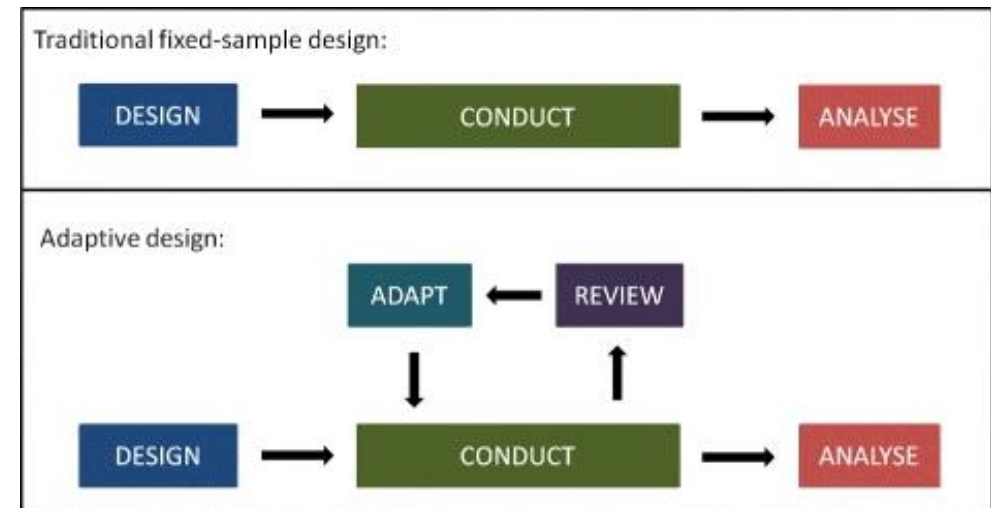 Traditional fixed-sample design:
DESIGN CONDUCT ANALYSE
Adaptive design:
ADAPT REVIEW
DESIGN CONDUCT ANALYSE